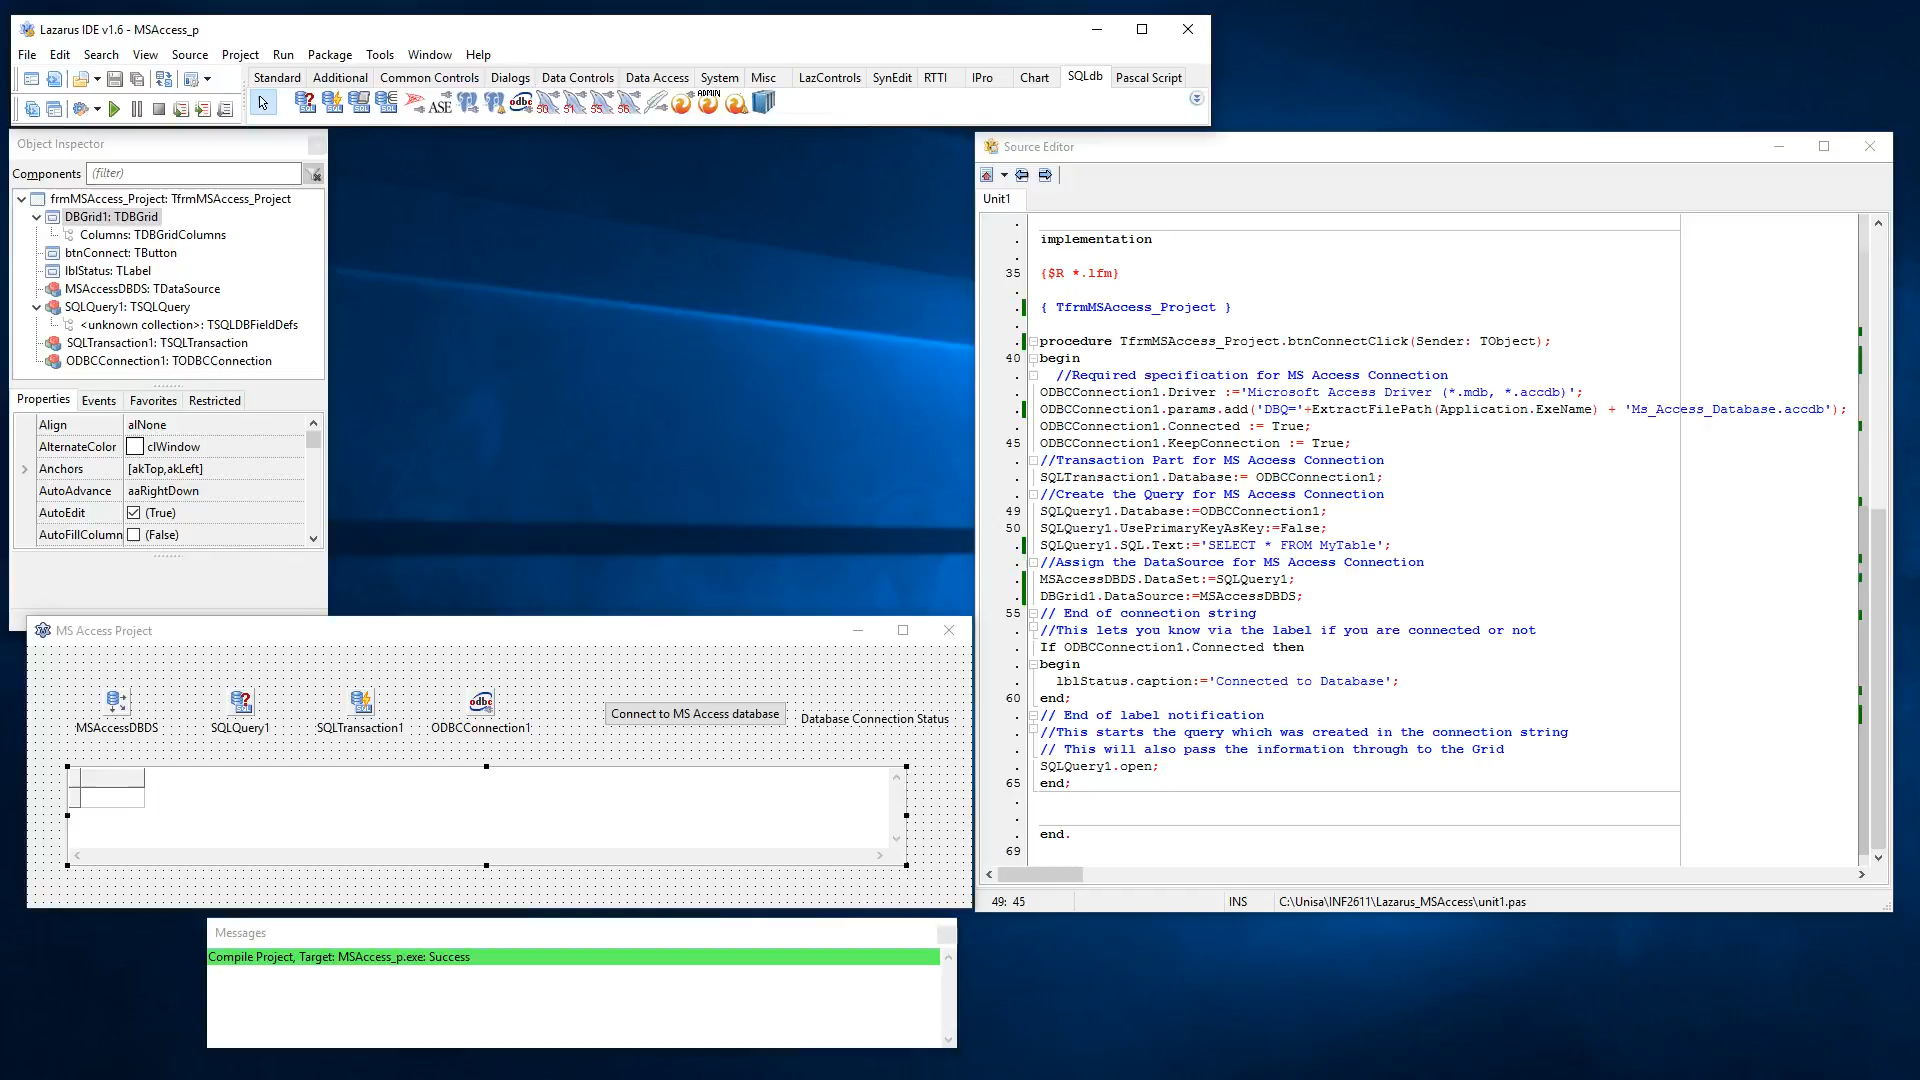 Lazarus IDE v1.6 - MSAccess_p
File Edit Search View Source Project Run Package Tools Window Help
Standard Additional Common Controls Dialogs Data Controls Data Access System Misc LazControls SynEdit RTTI IPro Chart SQLdb Pascal Script
SQL SQL SQL SQL ASE odbc 50 51 55 56 ADMIN
Object Inspector
Components (filter)
frmMSAccess_Project: TfrmMSAccess_Project
DBGrid1: TDBGrid
Columns: TDBGridColumns
btnConnect: TButton
lblStatus: TLabel
MSAccessDBDS: TDataSource
SQLQuery1: TSQLQuery
<unknown collection>: TSQLDBFieldDefs
SQLTransaction1: TSQLTransaction
ODBCConnection1: TODBCConnection
Properties Events Favorites Restricted
Align alNone
AlternateColor clWindow
Anchors [akTop,akLeft]
AutoAdvance aaRightDown
AutoEdit (True)
AutoFillColumn (False)
MS Access Project
MSAccessDBDS SQLQuery1 SQLTransaction1 ODBCConnection1
Connect to MS Access database
Database Connection Status
Messages
Compile Project, Target: MSAccess_p.exe: Success
Source Editor
Unit1
implementation
35 {$R *.lfm}
{ TfrmMSAccess_Project }
procedure TfrmMSAccess_Project.btnConnectClick(Sender: TObject);
40 begin
//Required specification for MS Access Connection
ODBCConnection1.Driver :='Microsoft Access Driver (*.mdb, *.accdb)';
ODBCConnection1.params.add('DBQ='+ExtractFilePath(Application.ExeName) + 'Ms_Access_Database.accdb');
ODBCConnection1.Connected := True;
45 ODBCConnection1.KeepConnection := True;
//Transaction Part for MS Access Connection
SQLTransaction1.Database:= ODBCConnection1;
//Create the Query for MS Access Connection
49 SQLQuery1.Database:=ODBCConnection1;
50 SQLQuery1.UsePrimaryKeyAsKey:=False;
SQLQuery1.SQL.Text:='SELECT * FROM MyTable';
//Assign the DataSource for MS Access Connection
MSAccessDBDS.DataSet:=SQLQuery1;
DBGrid1.DataSource:=MSAccessDBDS;
55 // End of connection string
//This lets you know via the label if you are connected or not
If ODBCConnection1.Connected then
begin
lblStatus.caption:='Connected to Database';
60 end;
// End of label notification
//This starts the query which was created in the connection string
// This will also pass the information through to the Grid
SQLQuery1.open;
65 end;
end.
69
49: 45 INS C:\Unisa\INF2611\Lazarus_MSAccess\unit1.pas